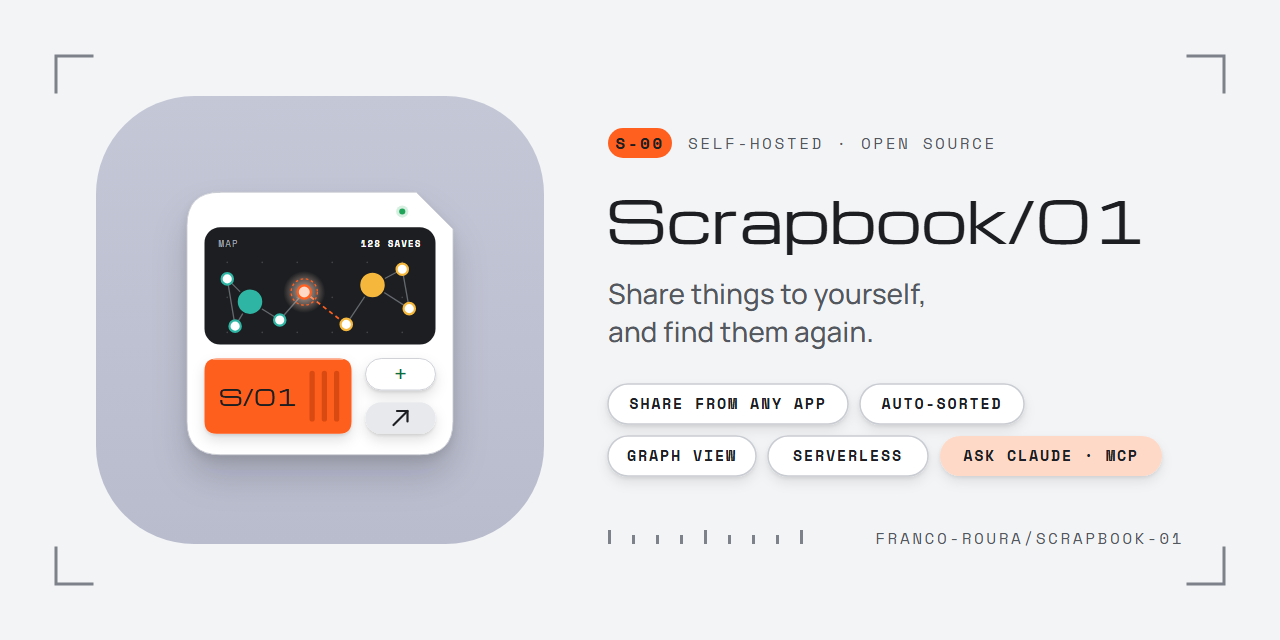 S-00 SELF-HOSTED · OPEN SOURCE
Scrapbook/01
Share things to yourself,
and find them again.
SHARE FROM ANY APP
AUTO-SORTED
GRAPH VIEW
SERVERLESS
ASK CLAUDE · MCP
FRANCO-ROURA/SCRAPBOOK-01
MAP
128 SAVES
S/01
+